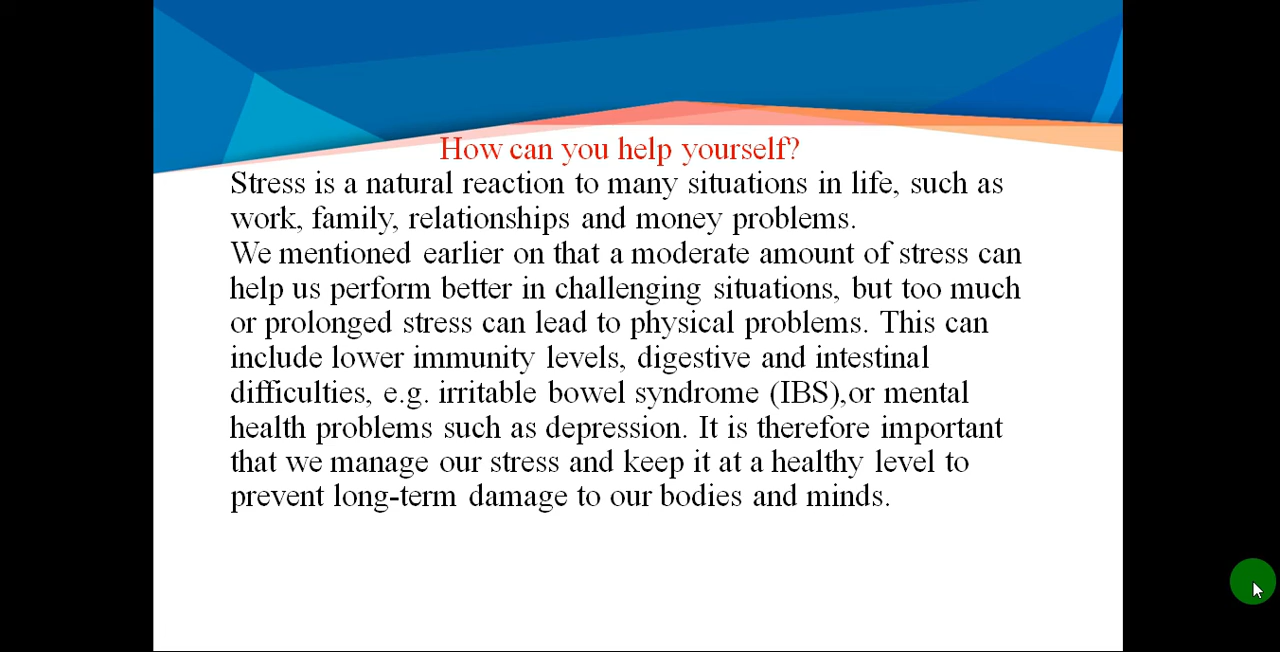 How can you help yourself?
Stress is a natural reaction to many situations in life, such as
work, family, relationships and money problems.
We mentioned earlier on that a moderate amount of stress can
help us perform better in challenging situations, but too much
or prolonged stress can lead to physical problems. This can
include lower immunity levels, digestive and intestinal
difficulties, e.g. irritable bowel syndrome (IBS),or mental
health problems such as depression. It is therefore important
that we manage our stress and keep it at a healthy level to
prevent long-term damage to our bodies and minds.